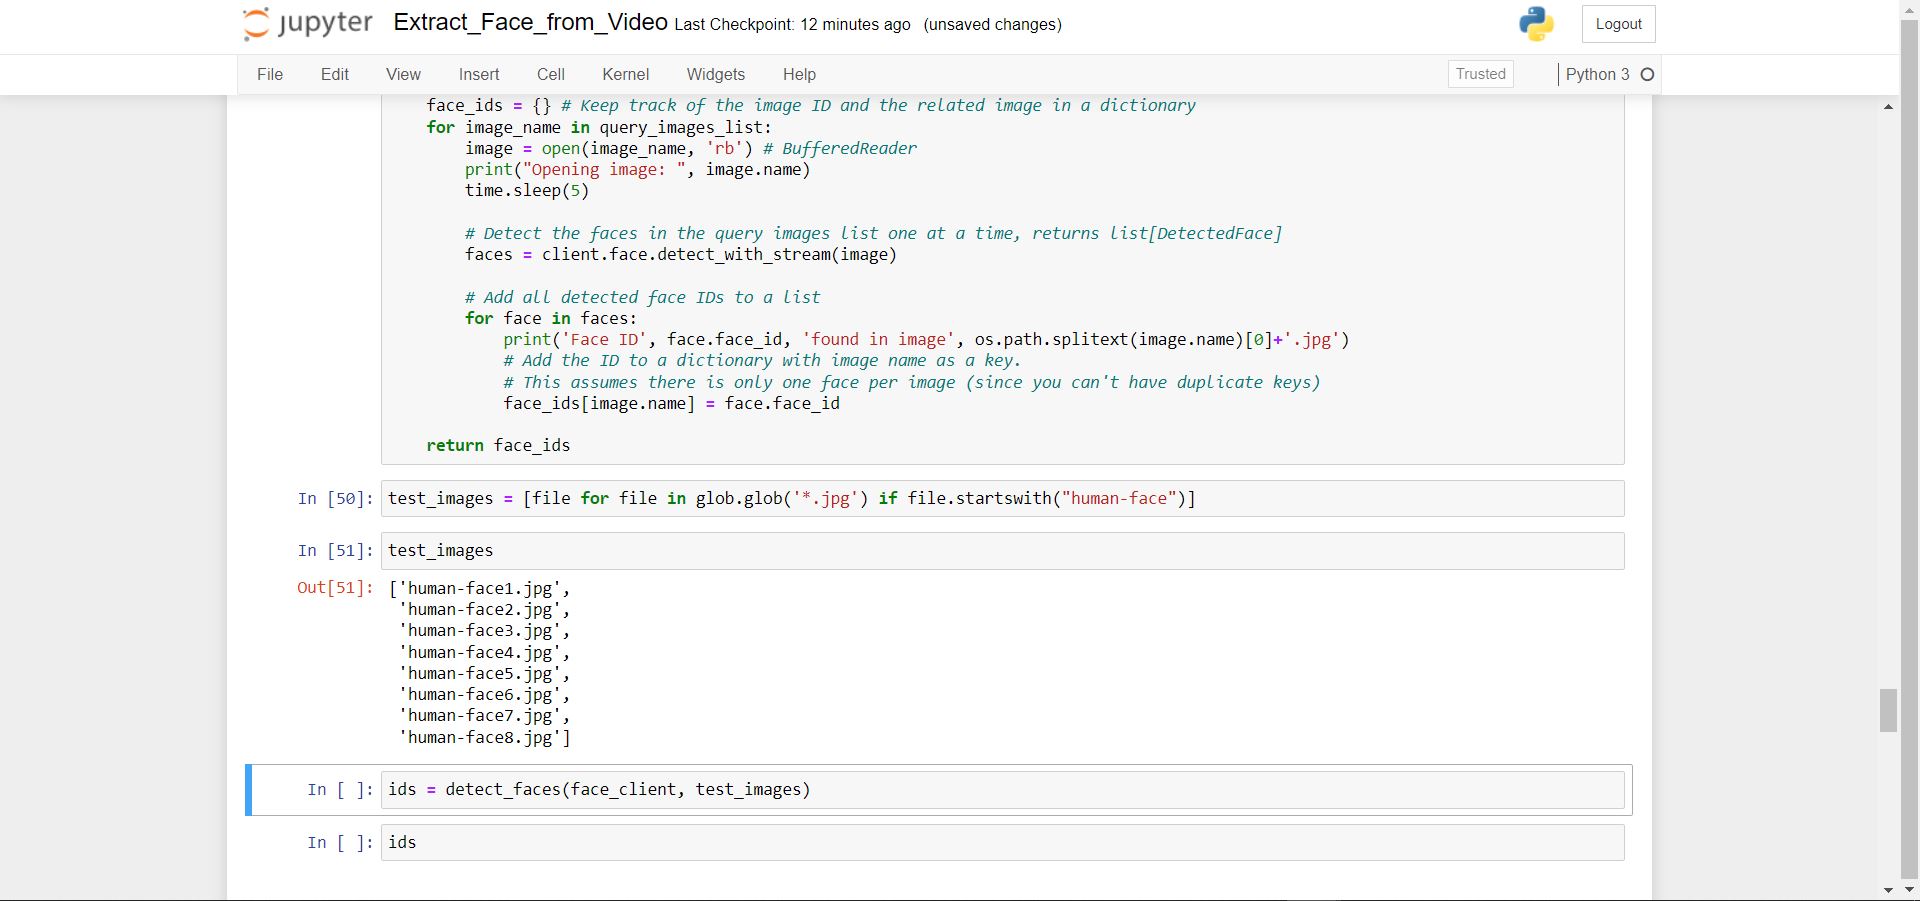 jupyter Extract_Face_from_Video Last Checkpoint: 12 minutes ago (unsaved changes) Logout
File Edit View Insert Cell Kernel Widgets Help Trusted Python 3
face_ids = {} # Keep track of the image ID and the related image in a dictionary
for image_name in query_images_list:
image = open(image_name, 'rb') # BufferedReader
print("Opening image: ", image.name)
time.sleep(5)
# Detect the faces in the query images list one at a time, returns list[DetectedFace]
faces = client.face.detect_with_stream(image)
# Add all detected face IDs to a list
for face in faces:
print('Face ID', face.face_id, 'found in image', os.path.splitext(image.name)[0]+'.jpg')
# Add the ID to a dictionary with image name as a key.
# This assumes there is only one face per image (since you can't have duplicate keys)
face_ids[image.name] = face.face_id
return face_ids
In [50]: test_images = [file for file in glob.glob('*.jpg') if file.startswith("human-face")]
In [51]: test_images
Out[51]: ['human-face1.jpg',
'human-face2.jpg',
'human-face3.jpg',
'human-face4.jpg',
'human-face5.jpg',
'human-face6.jpg',
'human-face7.jpg',
'human-face8.jpg']
In [ ]: ids = detect_faces(face_client, test_images)
In [ ]: ids